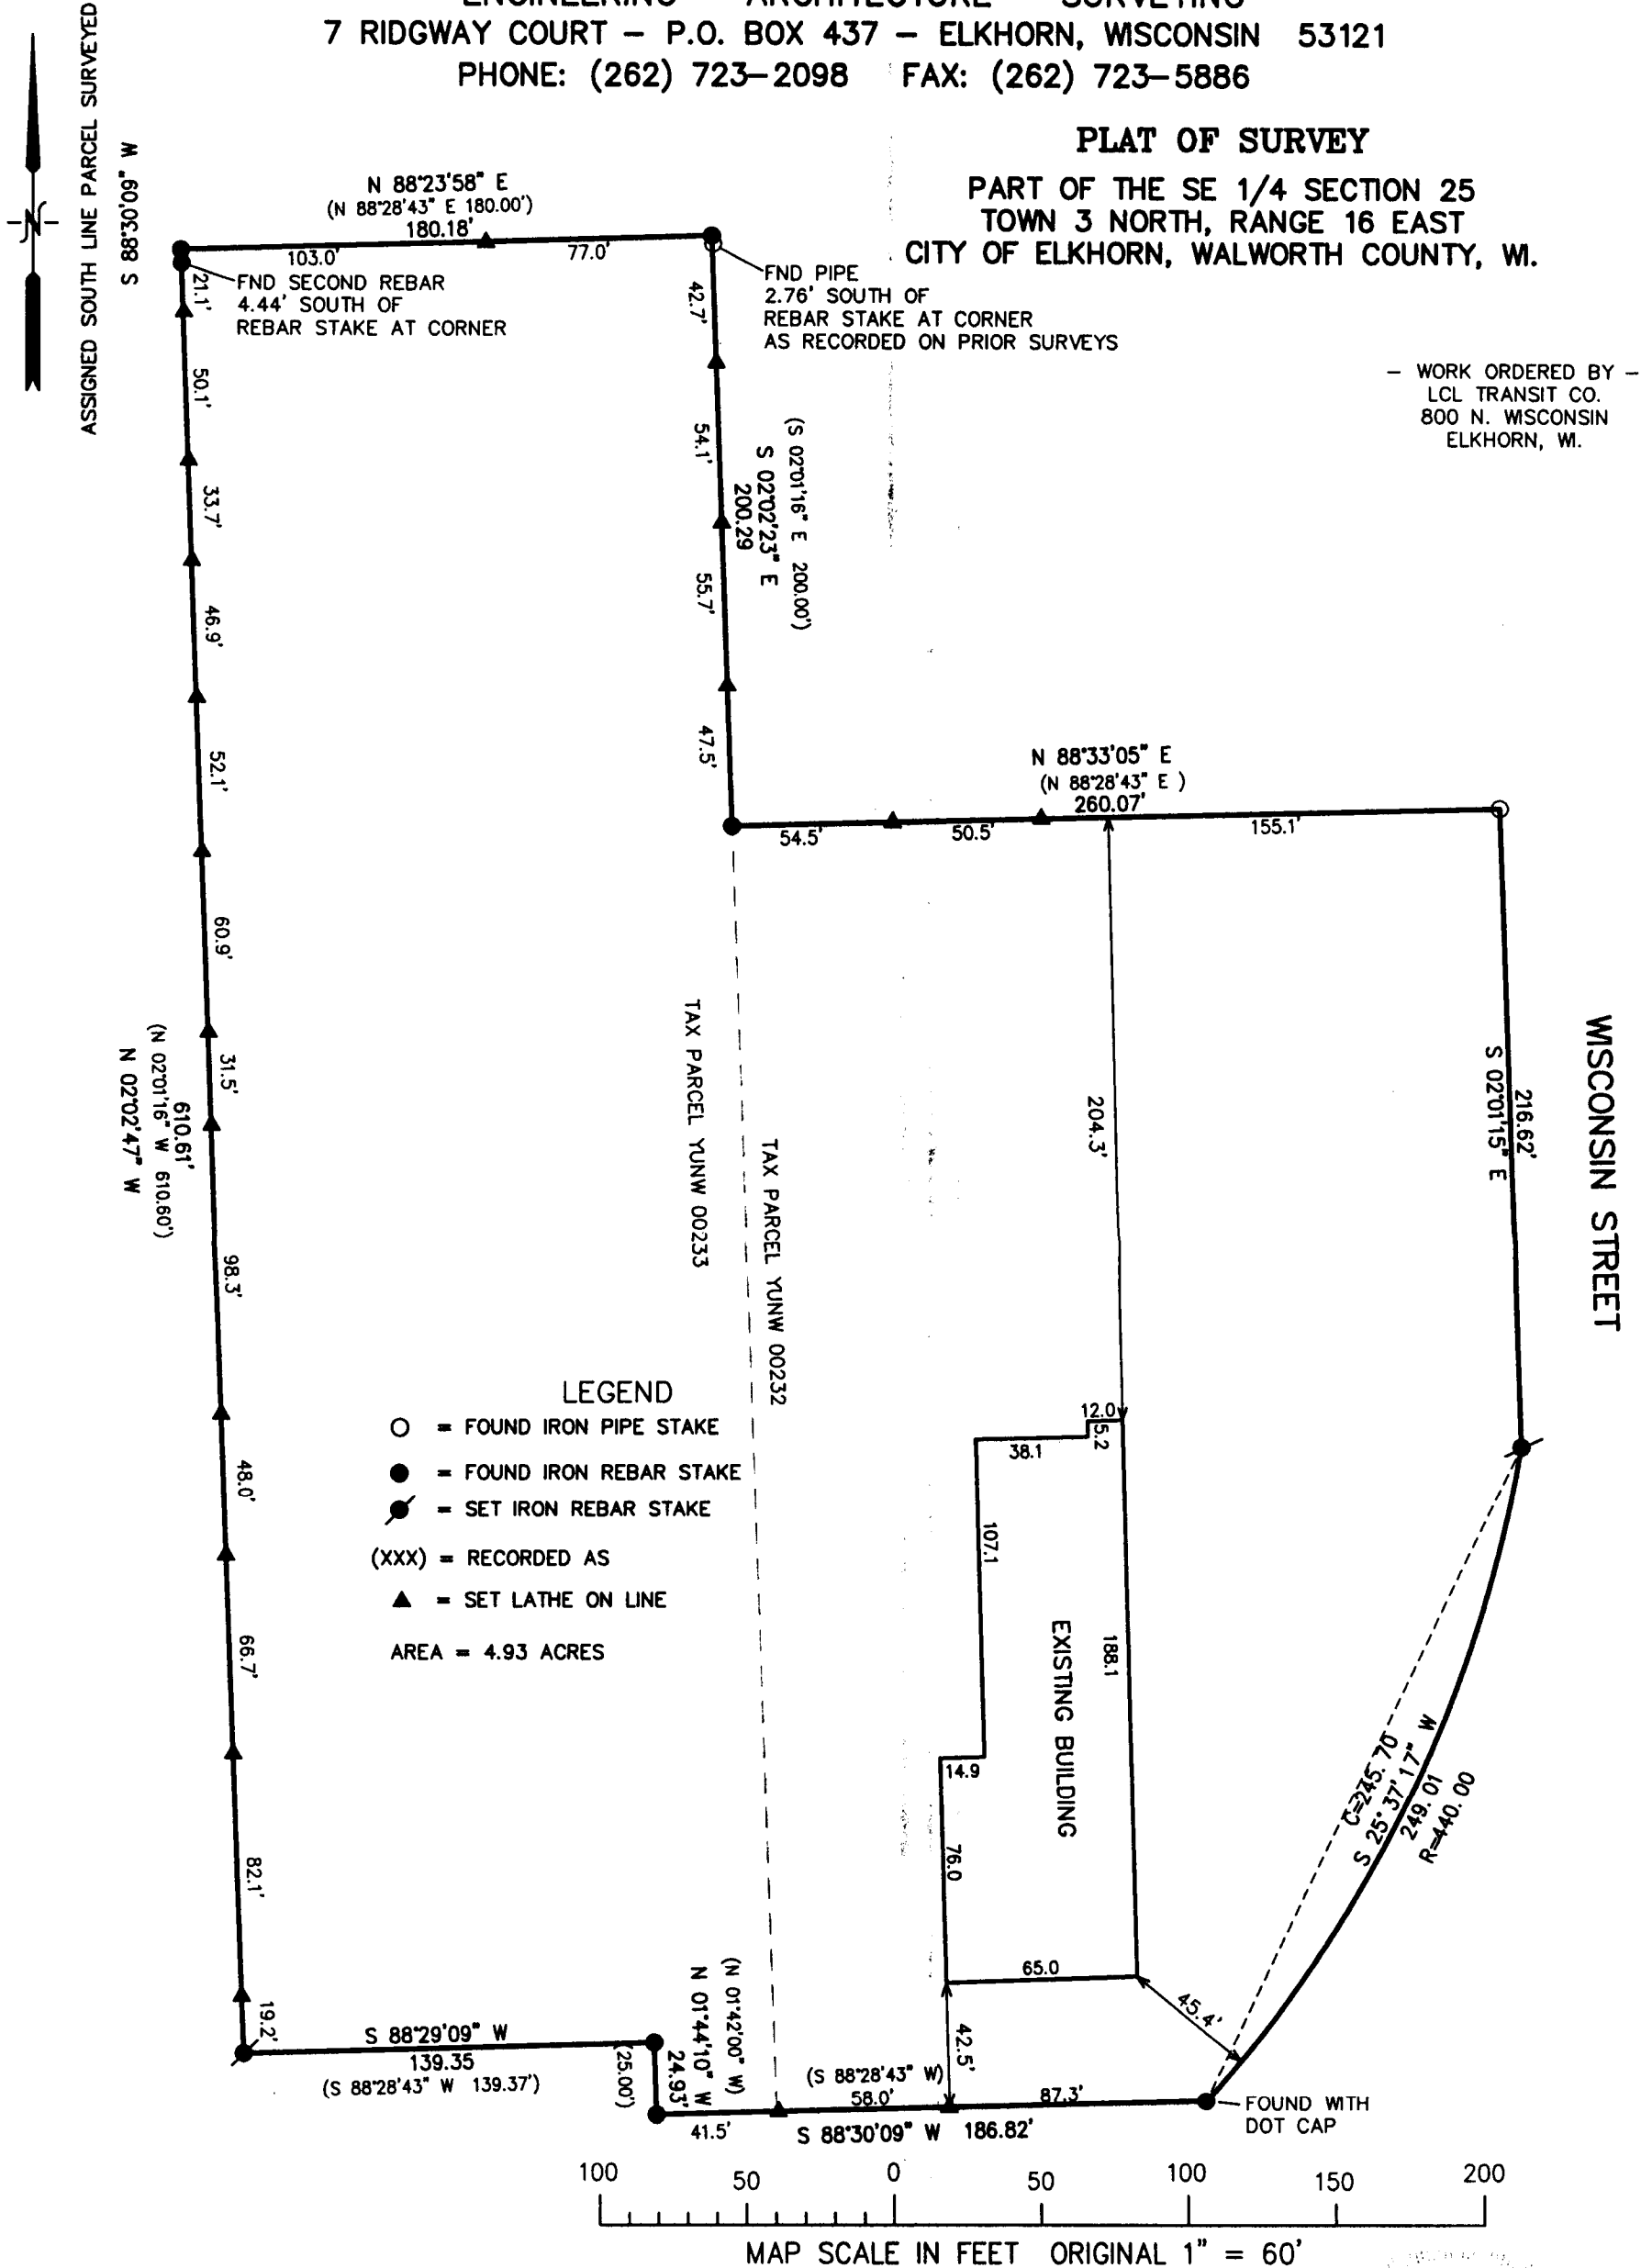 ENGINEERING ARCHITECTURE SURVEYING
7 RIDGWAY COURT – P.O. BOX 437 – ELKHORN, WISCONSIN 53121
PHONE: (262) 723–2098 FAX: (262) 723–5886
PLAT OF SURVEY
PART OF THE SE 1/4 SECTION 25
TOWN 3 NORTH, RANGE 16 EAST
CITY OF ELKHORN, WALWORTH COUNTY, WI.
– WORK ORDERED BY –
LCL TRANSIT CO.
800 N. WISCONSIN
ELKHORN, WI.
N
ASSIGNED SOUTH LINE PARCEL SURVEYED
S 88°30'09" W
N 88°23'58" E
(N 88°28'43" E 180.00')
180.18'
103.0'
77.0'
FND SECOND REBAR
4.44' SOUTH OF
REBAR STAKE AT CORNER
FND PIPE
2.76' SOUTH OF
REBAR STAKE AT CORNER
AS RECORDED ON PRIOR SURVEYS
21.1'
50.1'
33.7'
46.9'
52.1'
60.9'
31.5'
98.3'
48.0'
66.7'
82.1'
19.2'
610.61'
(N 02°01'16" W 610.60')
N 02°02'47" W
42.7'
54.1'
55.7'
47.5'
(S 02°01'16" E 200.00')
S 02°02'23" E
200.29
N 88°33'05" E
(N 88°28'43" E )
260.07'
54.5'
50.5'
155.1'
216.62'
S 02°01'15" E
WISCONSIN STREET
204.3'
TAX PARCEL YUNW 00233
TAX PARCEL YUNW 00232
LEGEND
= FOUND IRON PIPE STAKE
= FOUND IRON REBAR STAKE
= SET IRON REBAR STAKE
(XXX) = RECORDED AS
= SET LATHE ON LINE
AREA = 4.93 ACRES
12.0
5.2
38.1
107.1
188.1
EXISTING BUILDING
14.9
76.0
65.0
45.4'
42.5'
C=245.70
S 25°37'17" W
249.01
R=440.00
S 88°29'09" W
139.35
(S 88°28'43" W 139.37')
(25.00')
24.93'
N 01°44'10" W
(N 01°42'00" W)
(S 88°28'43" W)
58.0'
87.3'
41.5'
S 88°30'09" W 186.82'
FOUND WITH
DOT CAP
100 50 0 50 100 150 200
MAP SCALE IN FEET ORIGINAL 1" = 60'